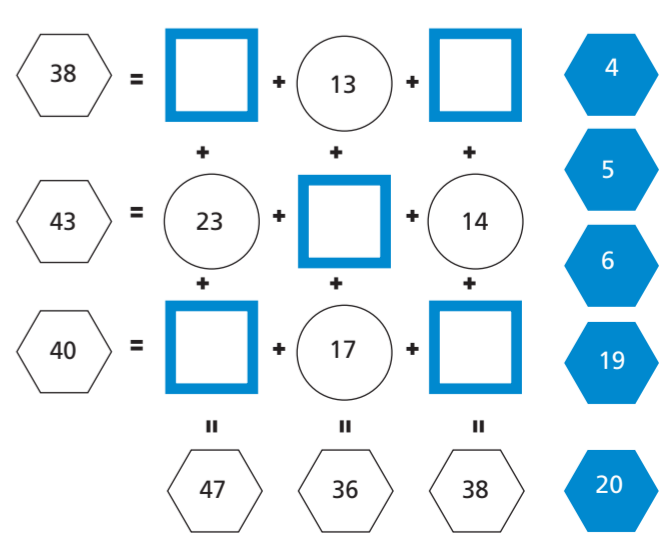 38 = + 13 + 4
+ + +
5
43 = 23 + + 14
6
+ + +
40 = + 17 + 19
= = =
47 36 38 20